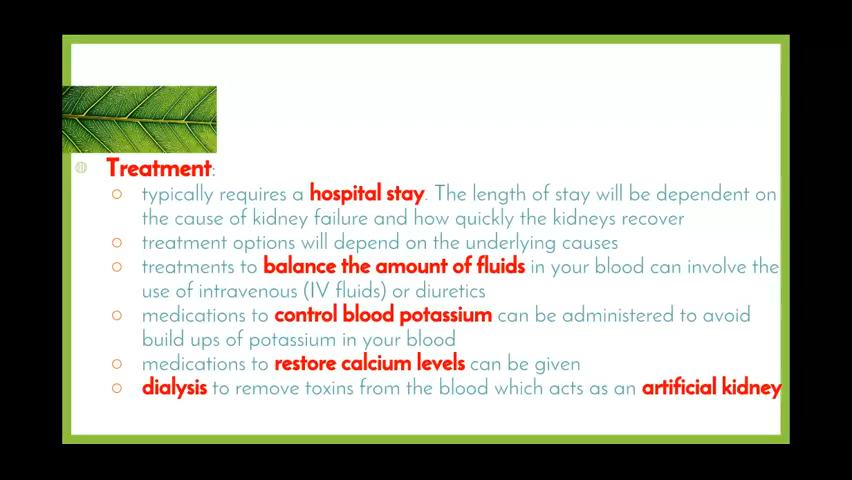 Treatment:
typically requires a hospital stay. The length of stay will be dependent on
the cause of kidney failure and how quickly the kidneys recover
treatment options will depend on the underlying causes
treatments to balance the amount of fluids in your blood can involve the
use of intravenous (IV fluids) or diuretics
medications to control blood potassium can be administered to avoid
build ups of potassium in your blood
medications to restore calcium levels can be given
dialysis to remove toxins from the blood which acts as an artificial kidney